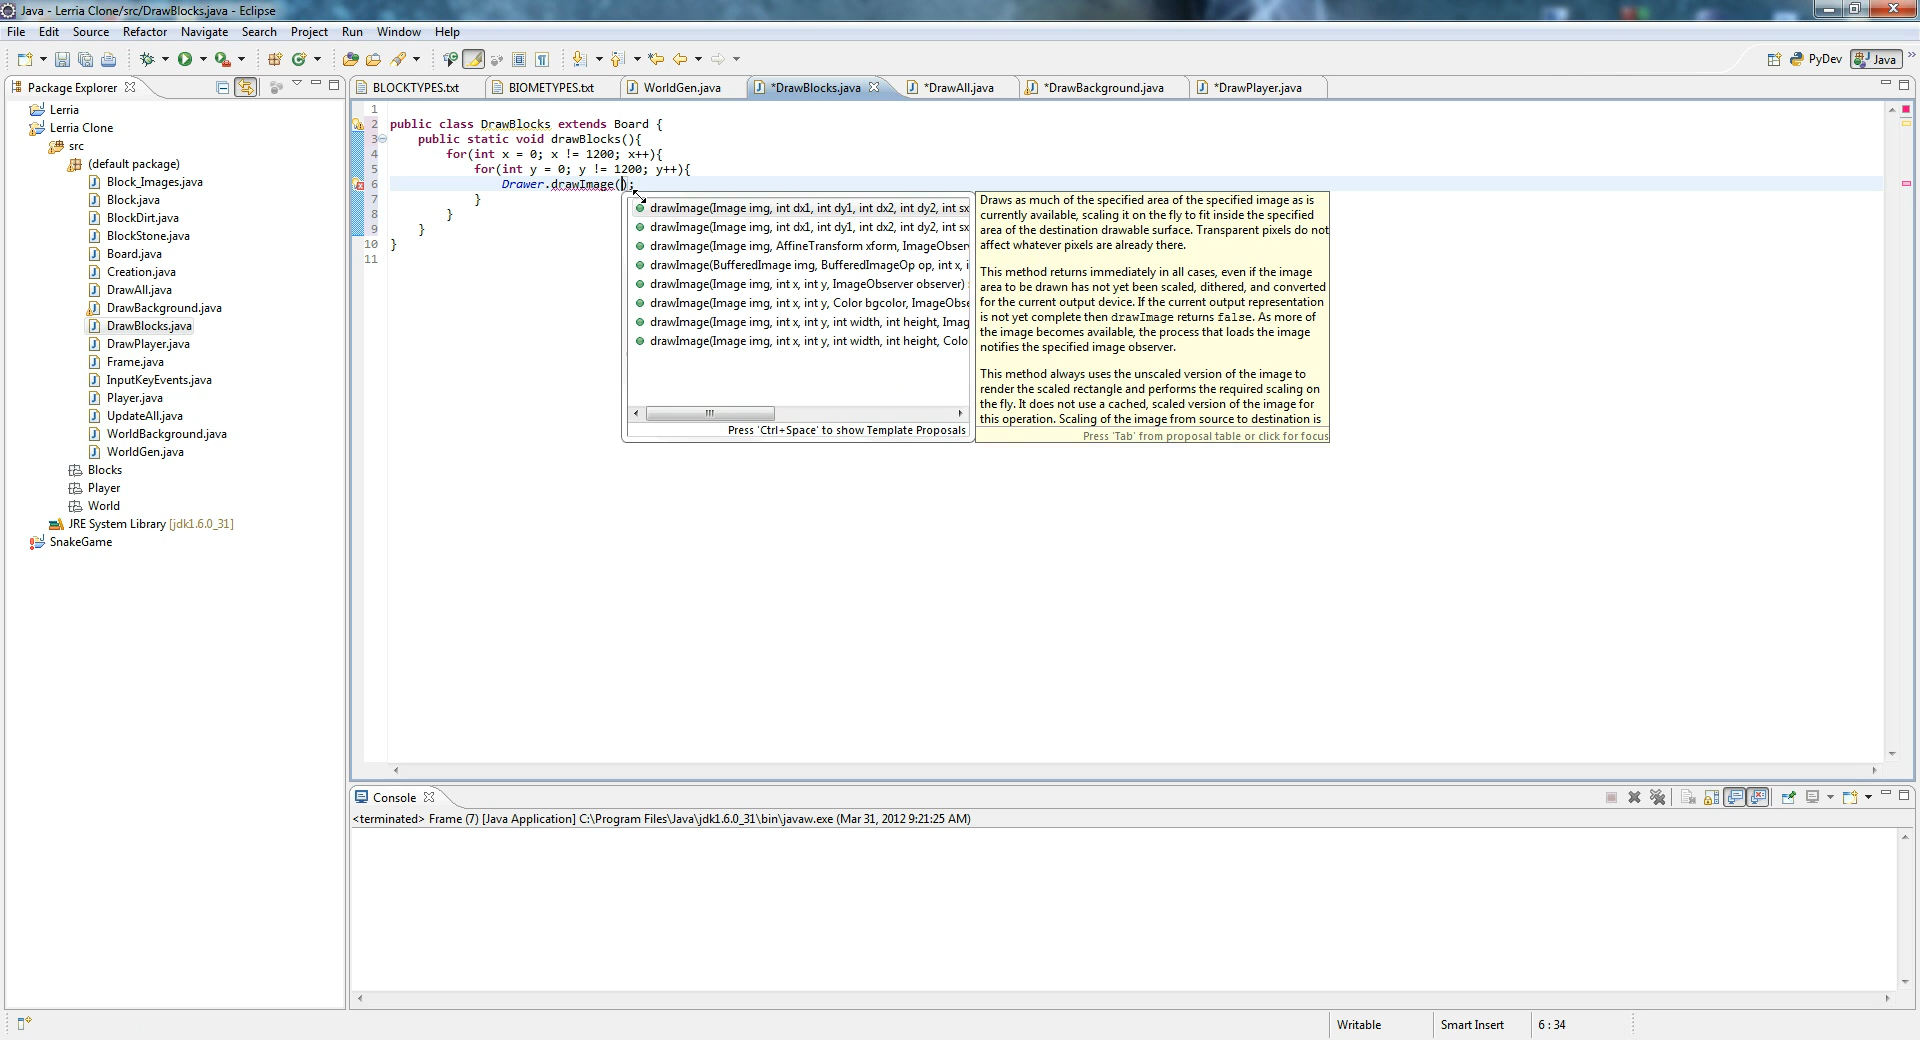 Java - Lerria Clone/src/DrawBlocks.java - Eclipse
File Edit Source Refactor Navigate Search Project Run Window Help
PyDev Java
Package Explorer
BLOCKTYPES.txt BIOMETYPES.txt WorldGen.java *DrawBlocks.java *DrawAll.java *DrawBackground.java *DrawPlayer.java
Lerria
Lerria Clone
src
(default package)
Block_Images.java
Block.java
BlockDirt.java
BlockStone.java
Board.java
Creation.java
DrawAll.java
DrawBackground.java
DrawBlocks.java
DrawPlayer.java
Frame.java
InputKeyEvents.java
Player.java
UpdateAll.java
WorldBackground.java
WorldGen.java
Blocks
Player
World
JRE System Library [jdk1.6.0_31]
SnakeGame
1
2 public class DrawBlocks extends Board {
3 public static void drawBlocks(){
4 for(int x = 0; x != 1200; x++){
5 for(int y = 0; y != 1200; y++){
6 Drawer.drawImage();
7 }
8 }
9 }
10 }
11
drawImage(Image img, int dx1, int dy1, int dx2, int dy2, int sx
drawImage(Image img, int dx1, int dy1, int dx2, int dy2, int sx
drawImage(Image img, AffineTransform xform, ImageObser
drawImage(BufferedImage img, BufferedImageOp op, int x, i
drawImage(Image img, int x, int y, ImageObserver observer)
drawImage(Image img, int x, int y, Color bgcolor, ImageObse
drawImage(Image img, int x, int y, int width, int height, Imag
drawImage(Image img, int x, int y, int width, int height, Colo
Press 'Ctrl+Space' to show Template Proposals
Draws as much of the specified area of the specified image as is
currently available, scaling it on the fly to fit inside the specified
area of the destination drawable surface. Transparent pixels do not
affect whatever pixels are already there.
This method returns immediately in all cases, even if the image
area to be drawn has not yet been scaled, dithered, and converted
for the current output device. If the current output representation
is not yet complete then drawImage returns false. As more of
the image becomes available, the process that loads the image
notifies the specified image observer.
This method always uses the unscaled version of the image to
render the scaled rectangle and performs the required scaling on
the fly. It does not use a cached, scaled version of the image for
this operation. Scaling of the image from source to destination is
Press 'Tab' from proposal table or click for focus
Console
<terminated> Frame (7) [Java Application] C:\Program Files\Java\jdk1.6.0_31\bin\javaw.exe (Mar 31, 2012 9:21:25 AM)
Writable Smart Insert 6 : 34